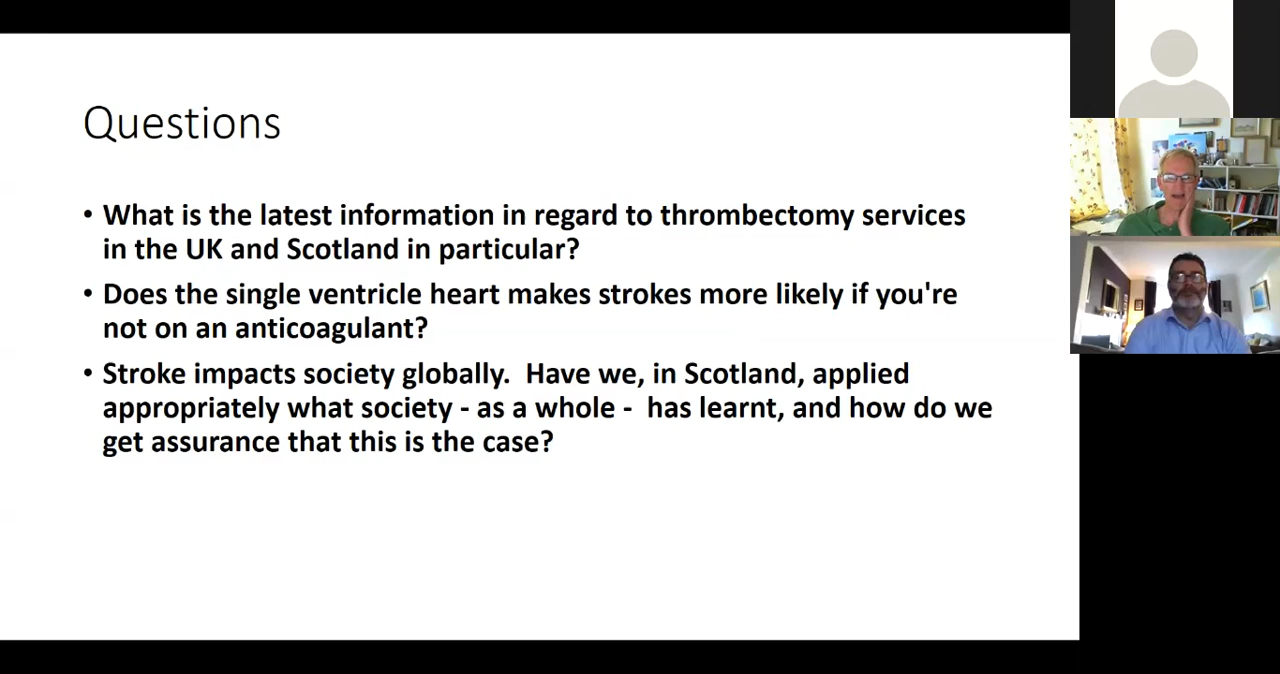 Questions
• What is the latest information in regard to thrombectomy services
in the UK and Scotland in particular?
• Does the single ventricle heart makes strokes more likely if you're
not on an anticoagulant?
• Stroke impacts society globally.  Have we, in Scotland, applied
appropriately what society - as a whole -  has learnt, and how do we
get assurance that this is the case?